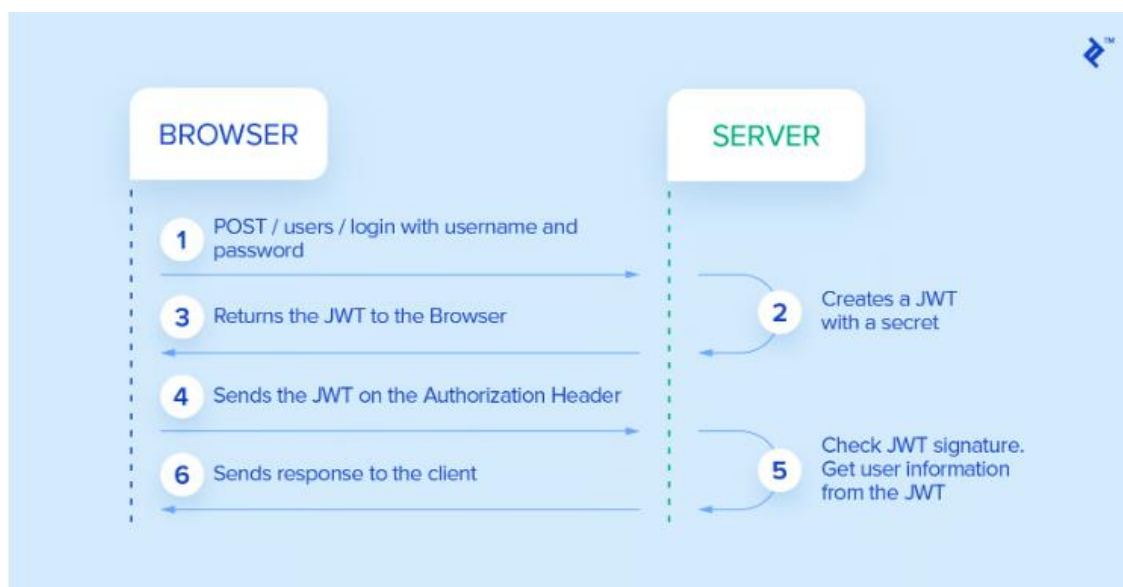 TM
BROWSER
SERVER
1
POST / users / login with username and
password
2
Creates a JWT
with a secret
3
Returns the JWT to the Browser
4
Sends the JWT on the Authorization Header
5
Check JWT signature.
Get user information
from the JWT
6
Sends response to the client